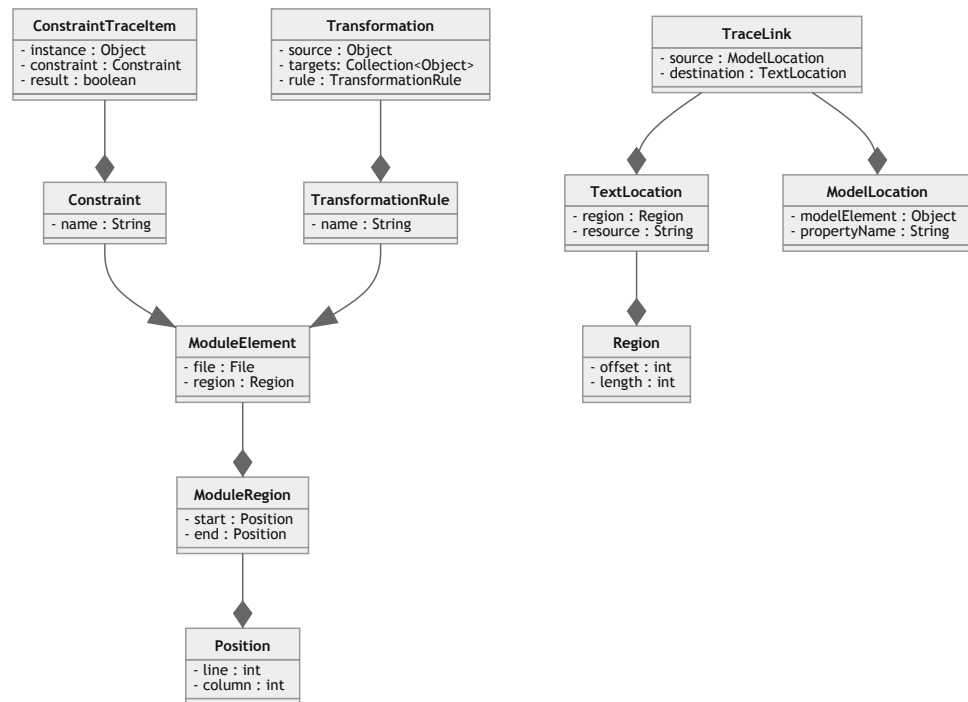 ConstraintTraceItem
- instance : Object
- constraint : Constraint
- result : boolean
Transformation
- source : Object
- targets: Collection<Object>
- rule : TransformationRule
TraceLink
- source : ModelLocation
- destination : TextLocation
Constraint
- name : String
TransformationRule
- name : String
TextLocation
- region : Region
- resource : String
ModelLocation
- modelElement : Object
- propertyName : String
ModuleElement
- file : File
- region : Region
Region
- offset : int
- length : int
ModuleRegion
- start : Position
- end : Position
Position
- line : int
- column : int